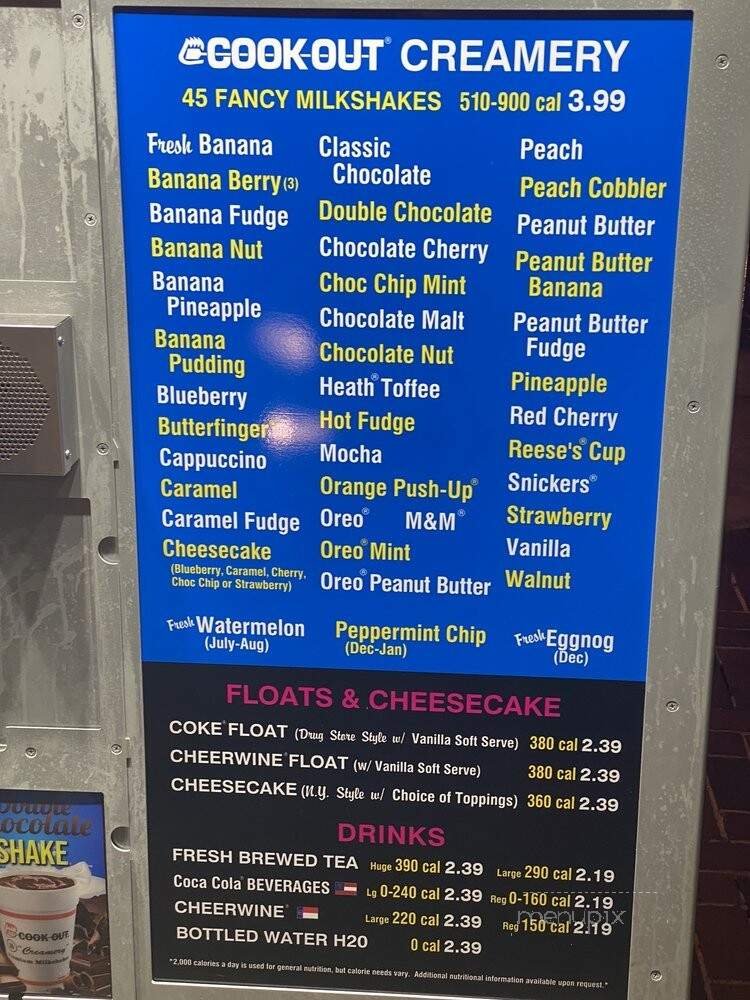 COOKOUT® CREAMERY
45 FANCY MILKSHAKES 510-900 cal 3.99
Fresh Banana
Banana Berry (3)
Banana Fudge
Banana Nut
Banana
Pineapple
Banana
Pudding
Blueberry
Butterfinger
Cappuccino
Caramel
Caramel Fudge
Cheesecake
(Blueberry, Caramel, Cherry,
Choc Chip or Strawberry)
Classic
Chocolate
Double Chocolate
Chocolate Cherry
Choc Chip Mint
Chocolate Malt
Chocolate Nut
Heath® Toffee
Hot Fudge
Mocha
Orange Push-Up®
Oreo® M&M®
Oreo® Mint
Oreo® Peanut Butter
Peach
Peach Cobbler
Peanut Butter
Peanut Butter
Banana
Peanut Butter
Fudge
Pineapple
Red Cherry
Reese's® Cup
Snickers®
Strawberry
Vanilla
Walnut
Fresh Watermelon
(July-Aug)
Peppermint Chip
(Dec-Jan)
Fresh Eggnog
(Dec)
FLOATS & CHEESECAKE
COKE® FLOAT (Drug Store Style w/ Vanilla Soft Serve) 380 cal 2.39
CHEERWINE® FLOAT (w/ Vanilla Soft Serve) 380 cal 2.39
CHEESECAKE (N.Y. Style w/ Choice of Toppings) 360 cal 2.39
DRINKS
FRESH BREWED TEA Huge 390 cal 2.39 Large 290 cal 2.19
Coca Cola® BEVERAGES Lg 0-240 cal 2.39 Reg 0-160 cal 2.19
CHEERWINE® Large 220 cal 2.39 Reg 150 cal 2.19
BOTTLED WATER H20 0 cal 2.39
*2,000 calories a day is used for general nutrition, but calorie needs vary. Additional nutritional information available upon request.*
menupix
SHAKE
COOK OUT
Creamery